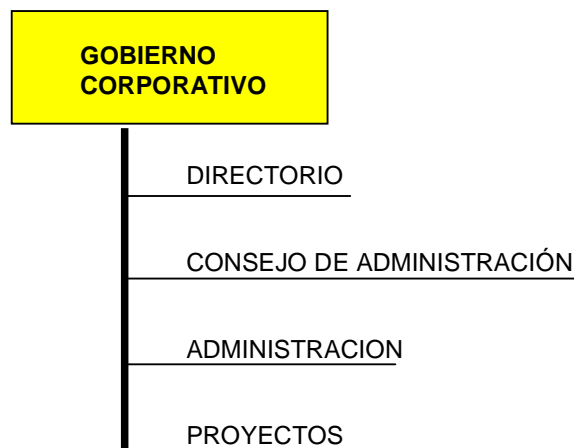 GOBIERNO
CORPORATIVO
DIRECTORIO
CONSEJO DE ADMINISTRACIÓN
ADMINISTRACION
PROYECTOS